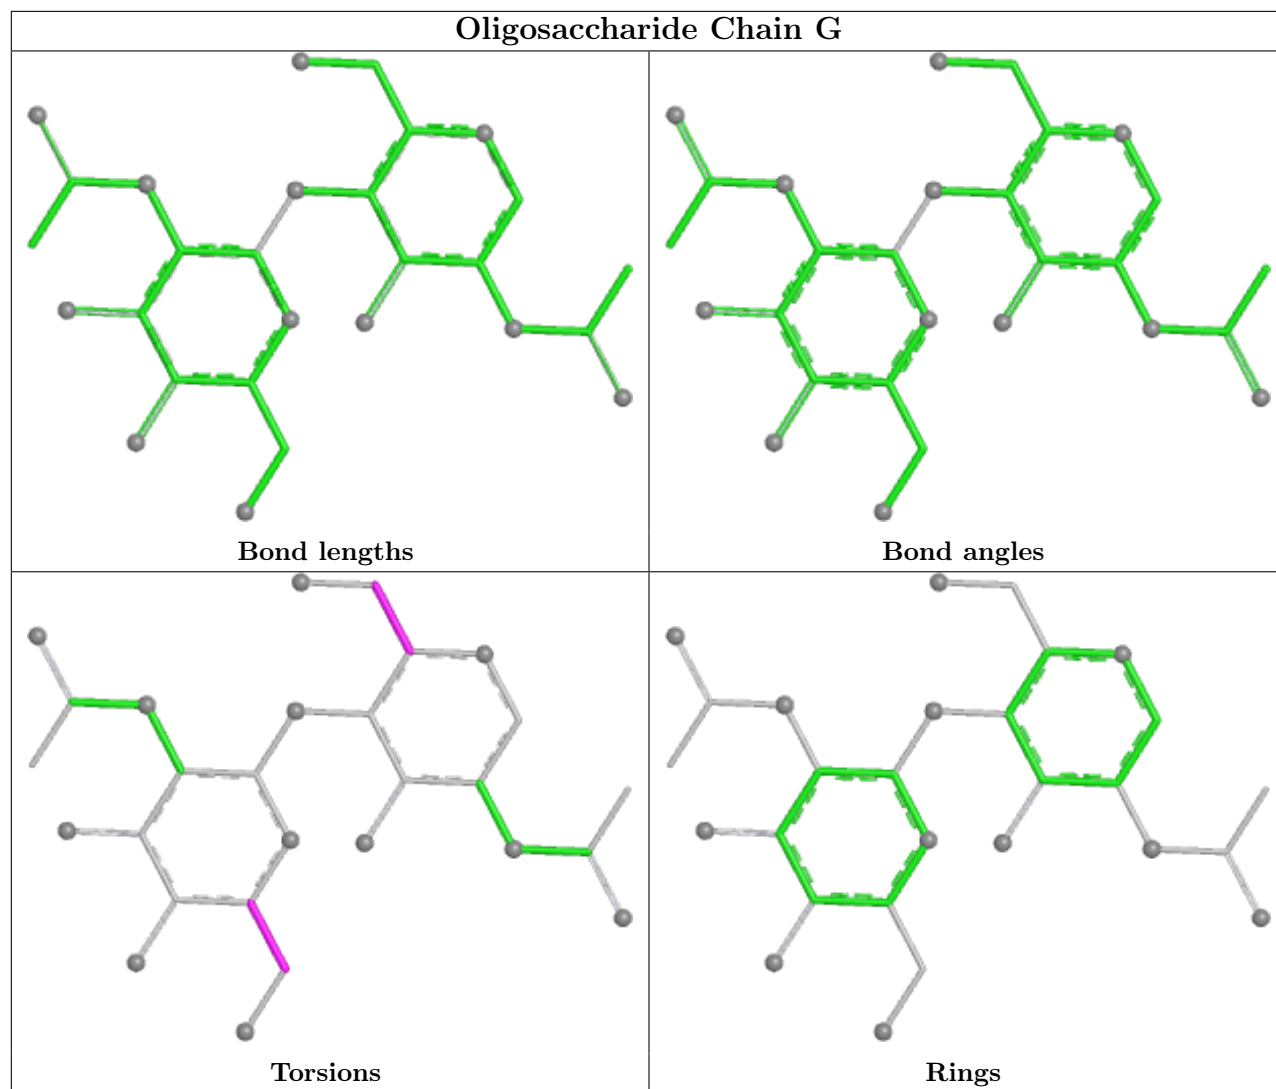 Oligosaccharide Chain G
Bond lengths
Bond angles
Torsions
Rings